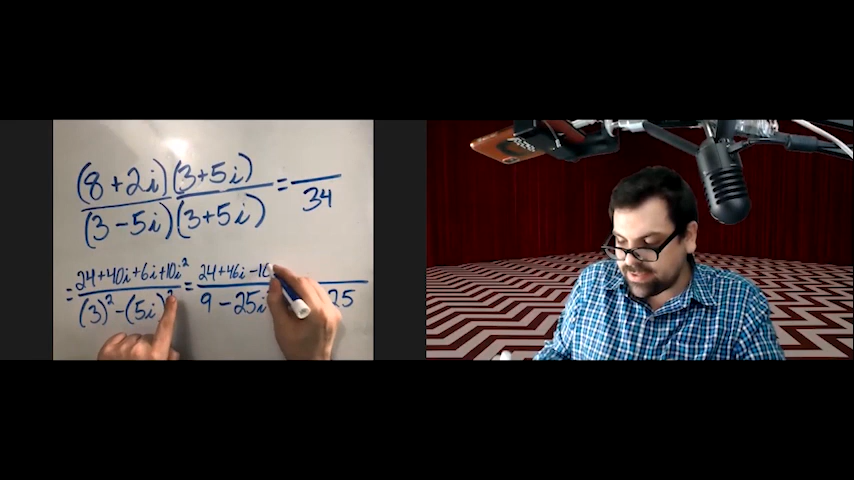 (8+2i)(3+5i)
=
(3-5i)(3+5i)
34
24+40i+6i+10i² 24+46i-10
= =
(3)²-(5i)² 9-25i 25